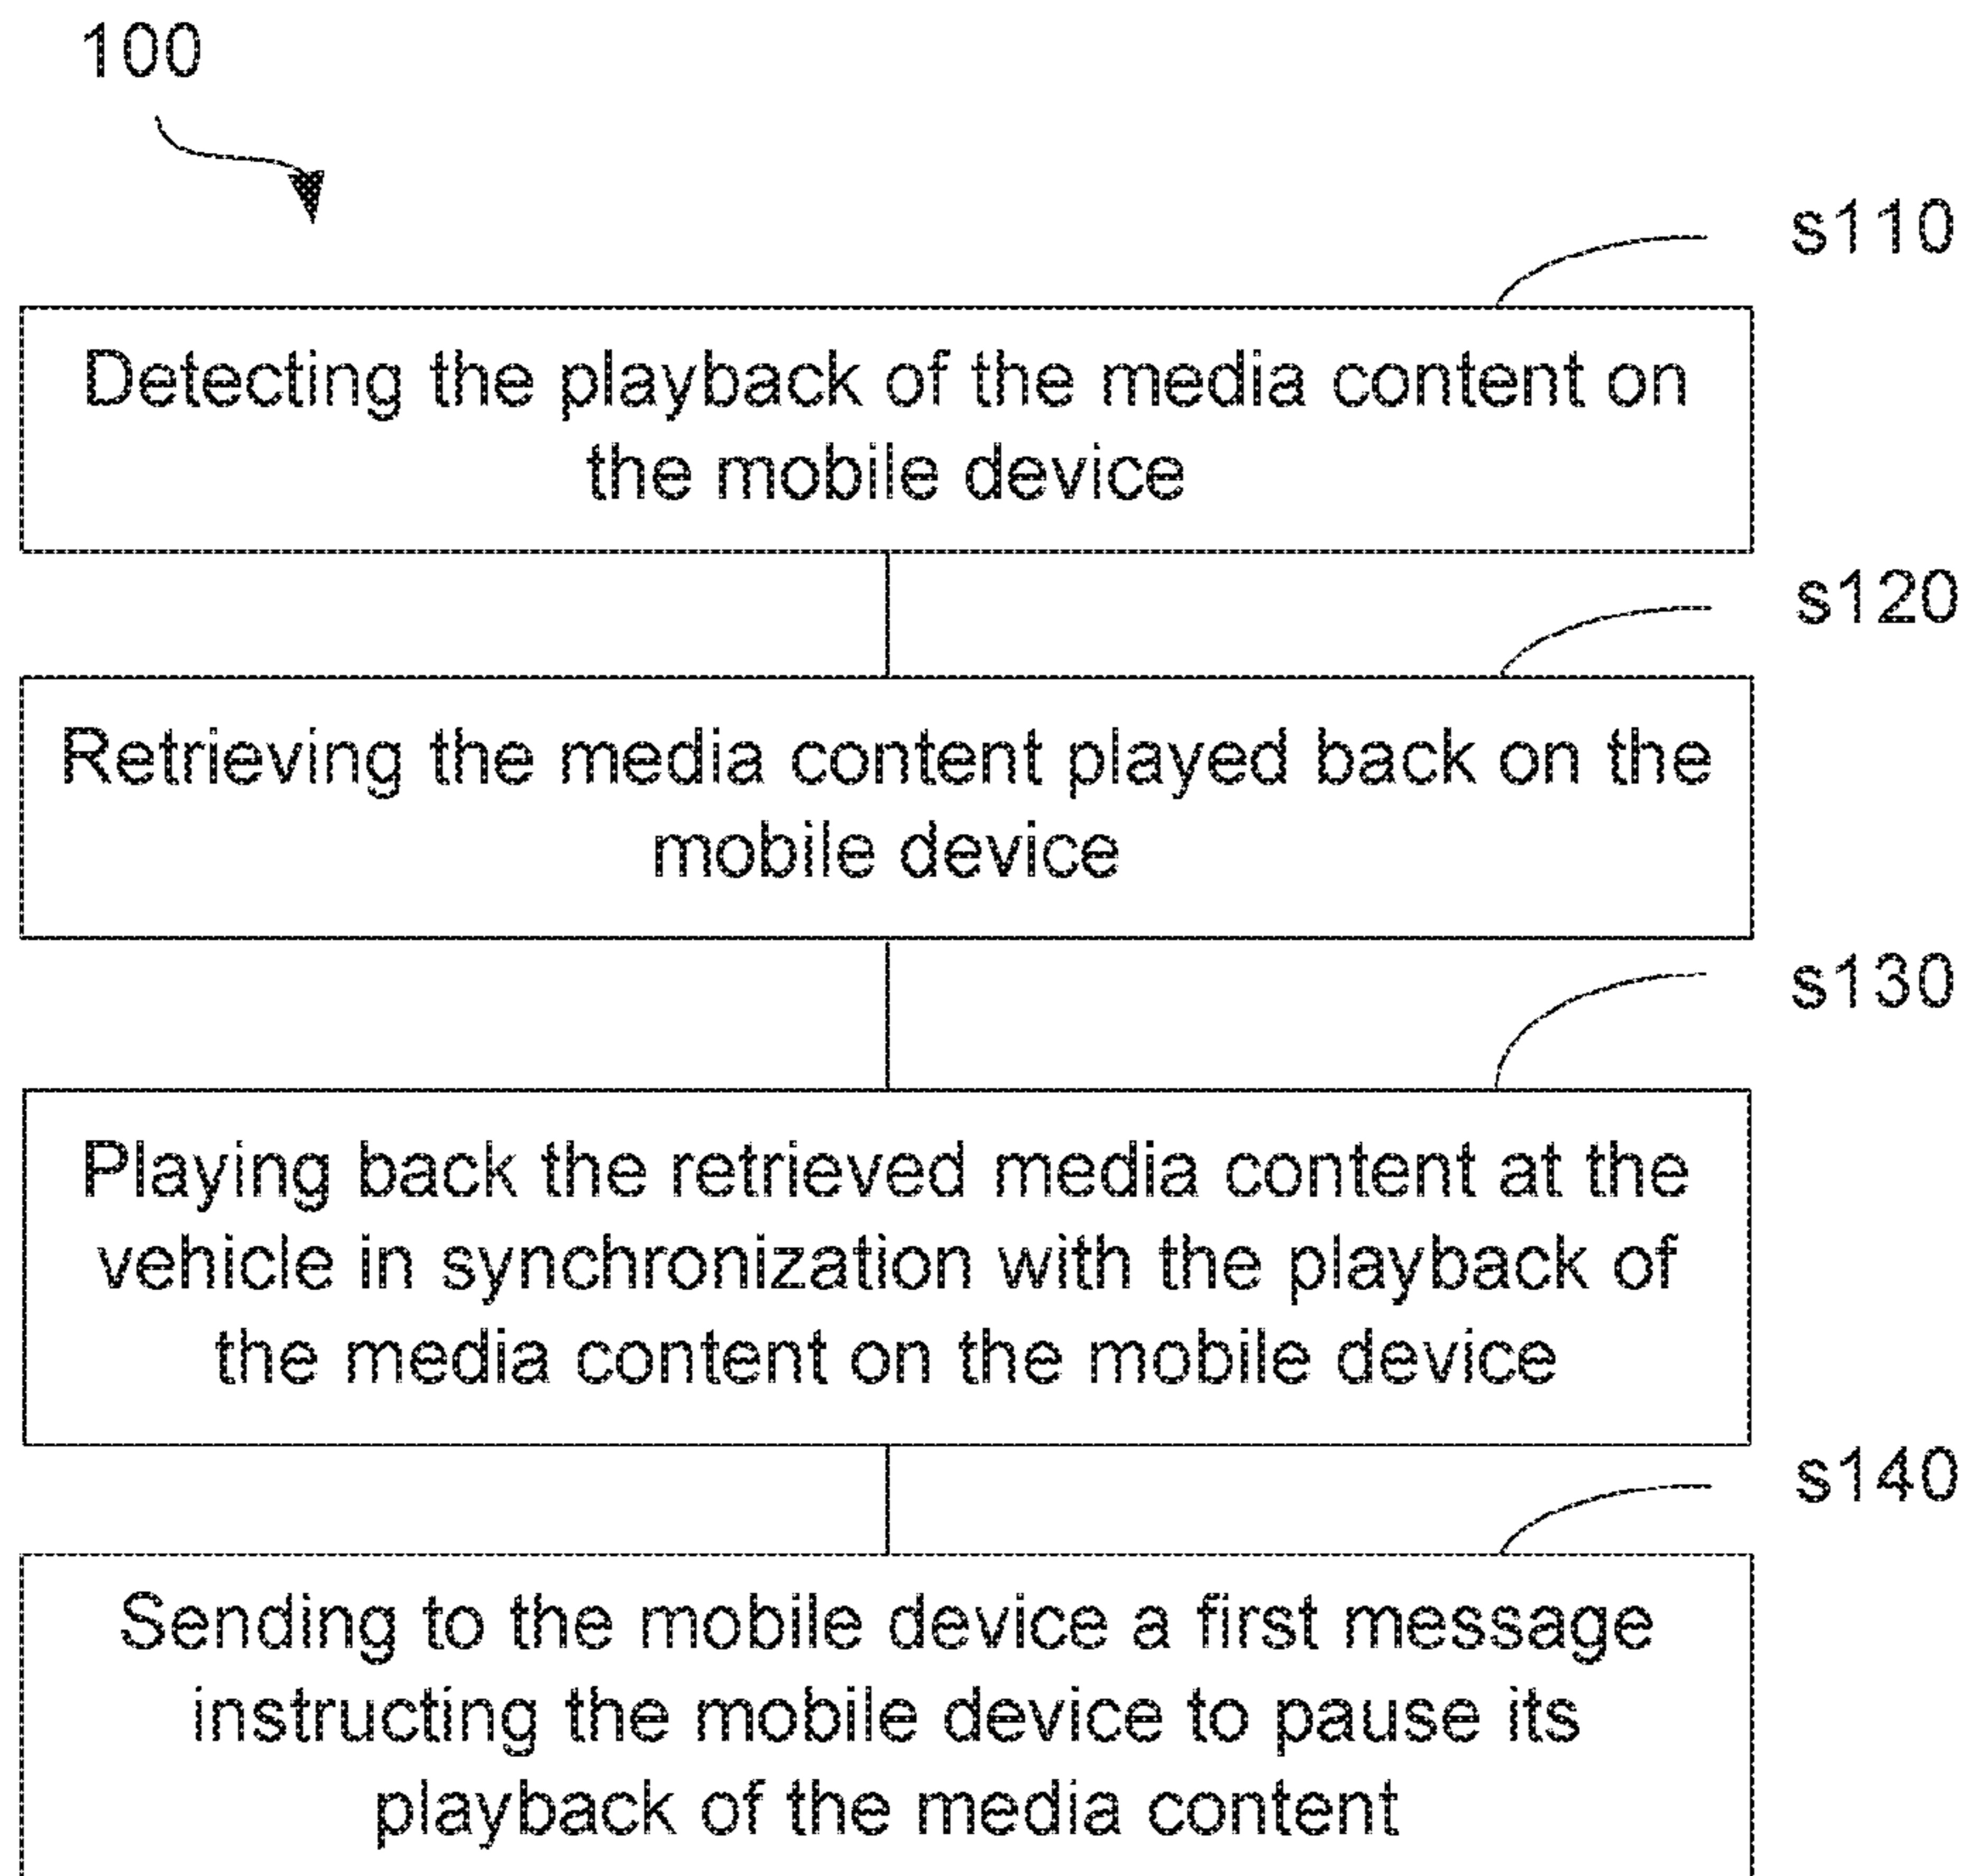 100
s110
Detecting the playback of the media content on
the mobile device
s120
Retrieving the media content played back on the
mobile device
s130
Playing back the retrieved media content at the
vehicle in synchronization with the playback of
the media content on the mobile device
s140
Sending to the mobile device a first message
instructing the mobile device to pause its
playback of the media content